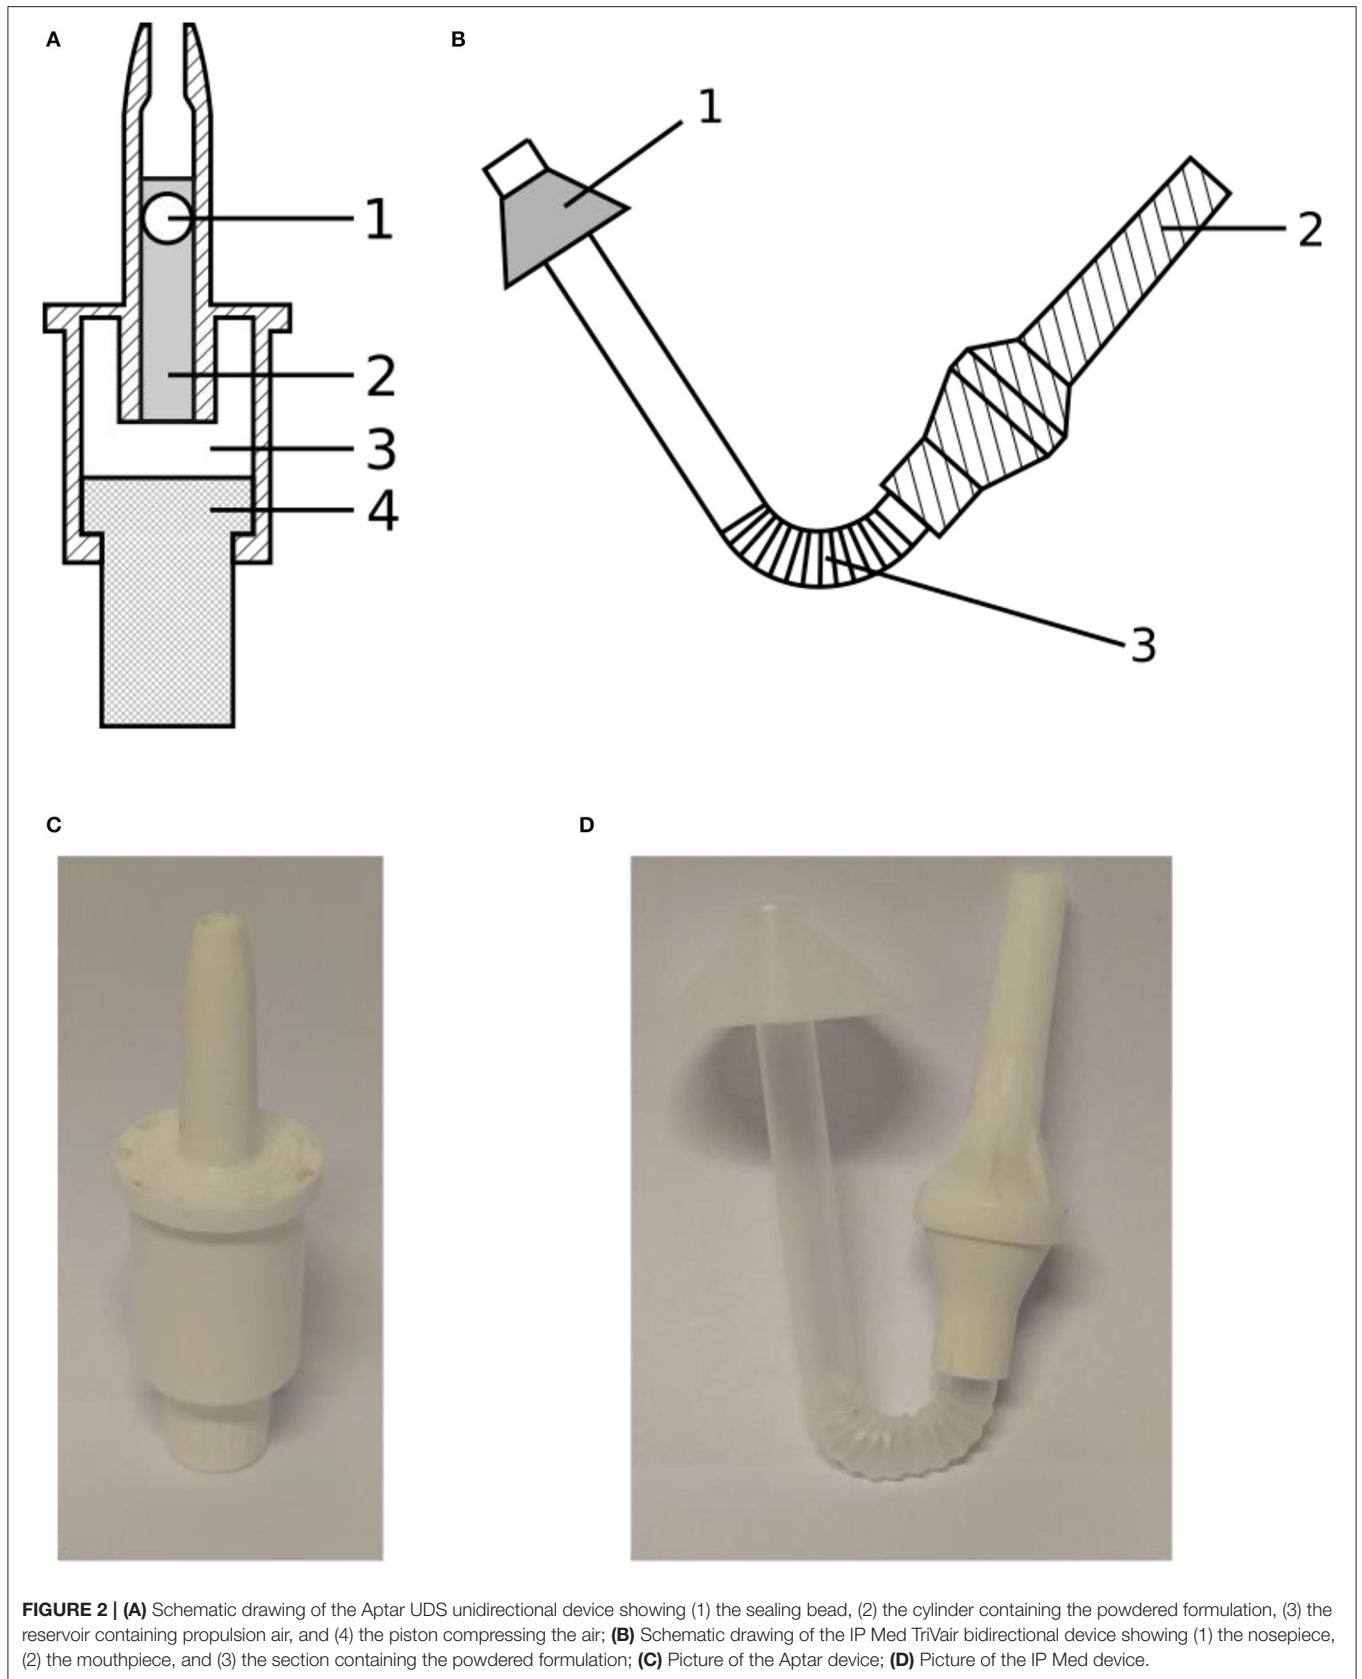 A
B
1
1
2
2
3
4
3
C
D
FIGURE 2 | (A) Schematic drawing of the Aptar UDS unidirectional device showing (1) the sealing bead, (2) the cylinder containing the powdered formulation, (3) the
reservoir containing propulsion air, and (4) the piston compressing the air; (B) Schematic drawing of the IP Med TriVair bidirectional device showing (1) the nosepiece,
(2) the mouthpiece, and (3) the section containing the powdered formulation; (C) Picture of the Aptar device; (D) Picture of the IP Med device.